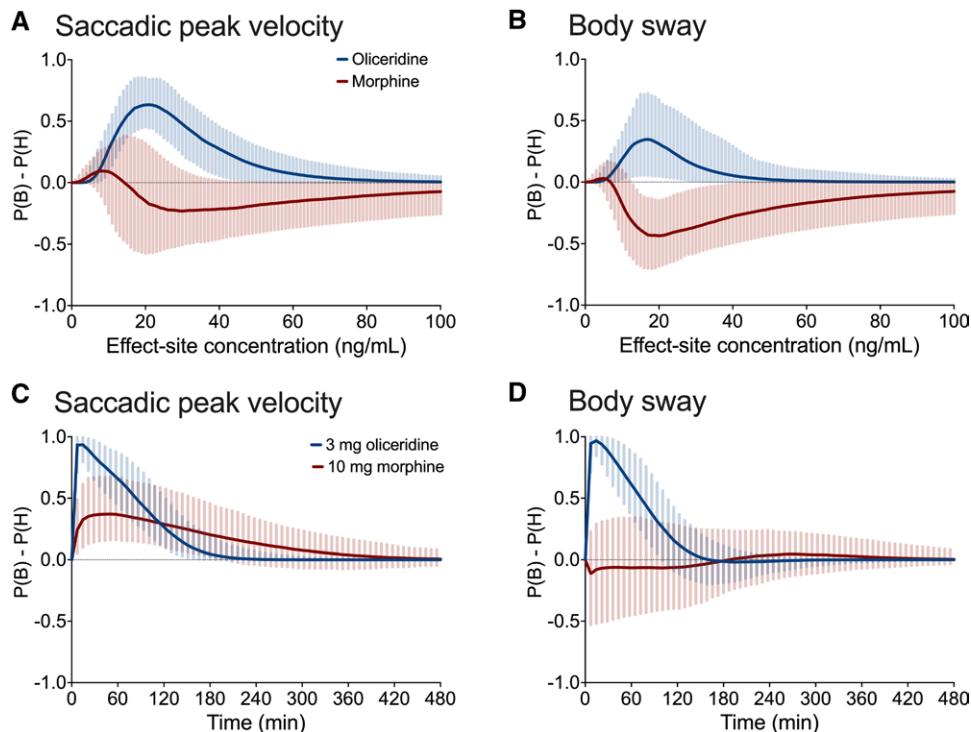 A Saccadic peak velocity
1.0
0.5
0.0
-0.5
-1.0
P(B) - P(H)
Oliceridine
Morphine
0 20 40 60 80 100
Effect-site concentration (ng/mL)
B Body sway
1.0
0.5
0.0
-0.5
-1.0
P(B) - P(H)
0 20 40 60 80 100
Effect-site concentration (ng/mL)
C Saccadic peak velocity
1.0
0.5
0.0
-0.5
-1.0
P(B) - P(H)
3 mg oliceridine
10 mg morphine
0 60 120 180 240 300 360 420 480
Time (min)
D Body sway
1.0
0.5
0.0
-0.5
-1.0
P(B) - P(H)
0 60 120 180 240 300 360 420 480
Time (min)